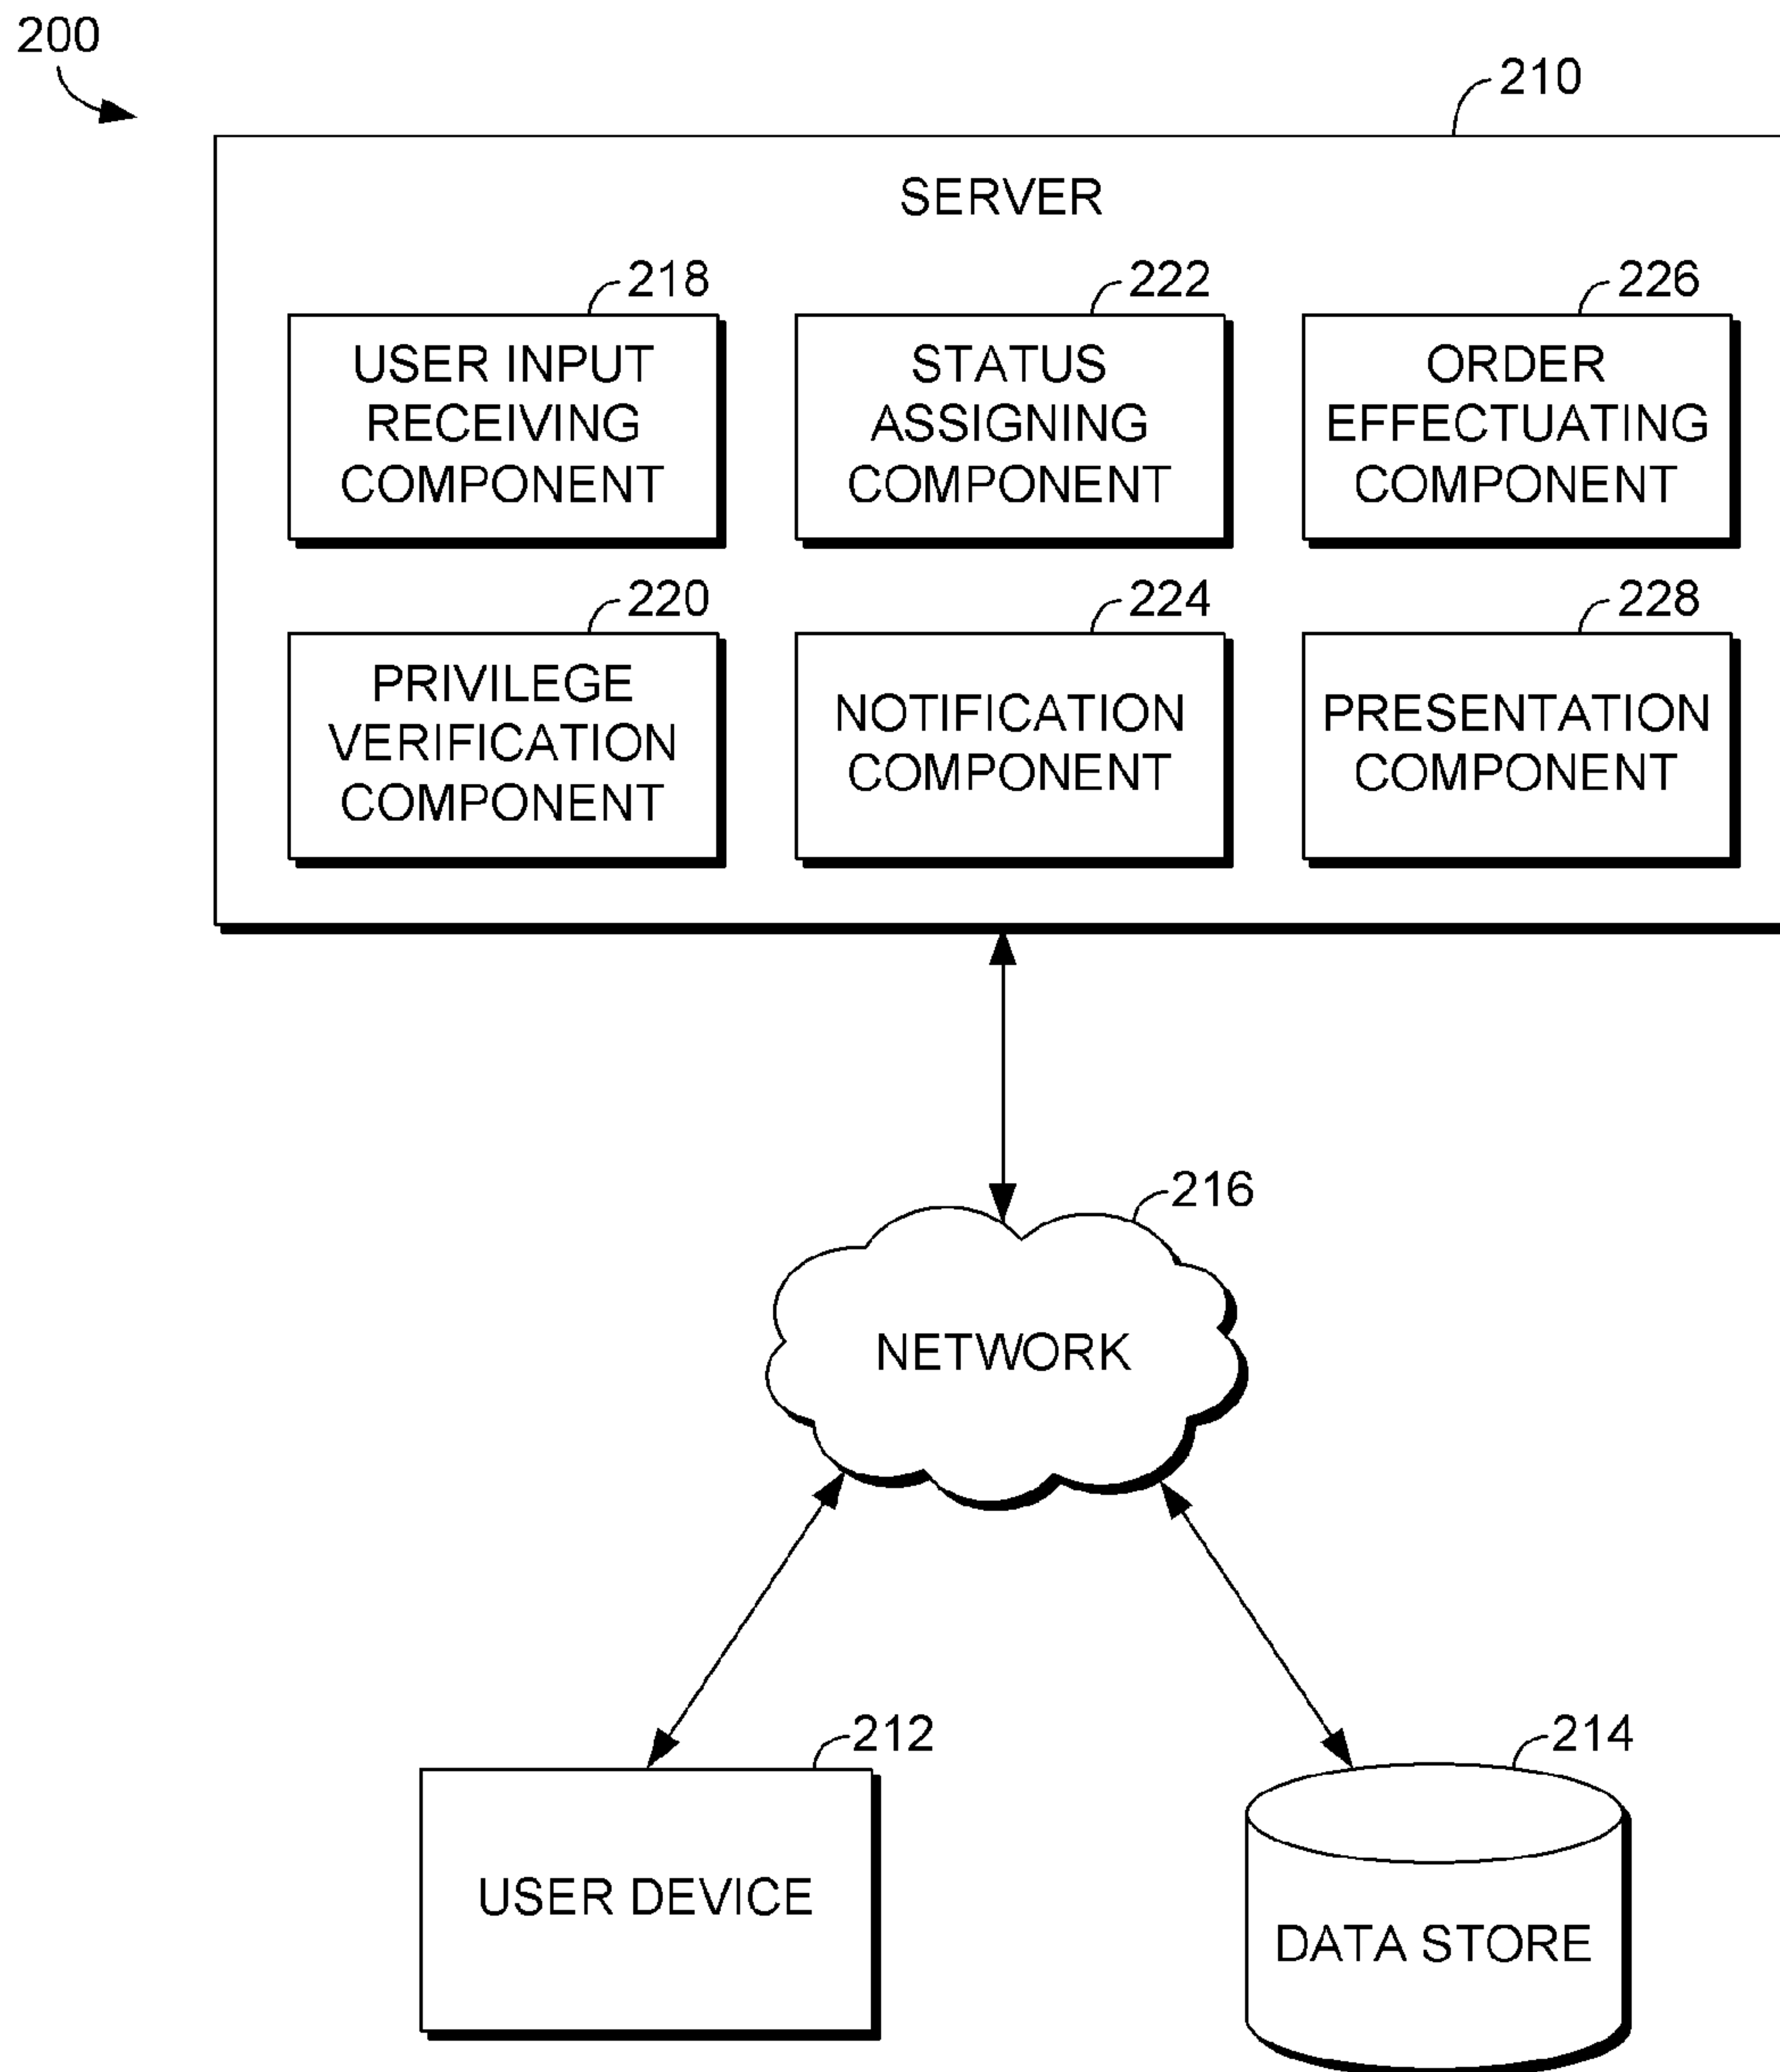 200
210
SERVER
218
USER INPUT
RECEIVING
COMPONENT
222
STATUS
ASSIGNING
COMPONENT
226
ORDER
EFFECTUATING
COMPONENT
220
PRIVILEGE
VERIFICATION
COMPONENT
224
NOTIFICATION
COMPONENT
228
PRESENTATION
COMPONENT
216
NETWORK
212
USER DEVICE
214
DATA STORE